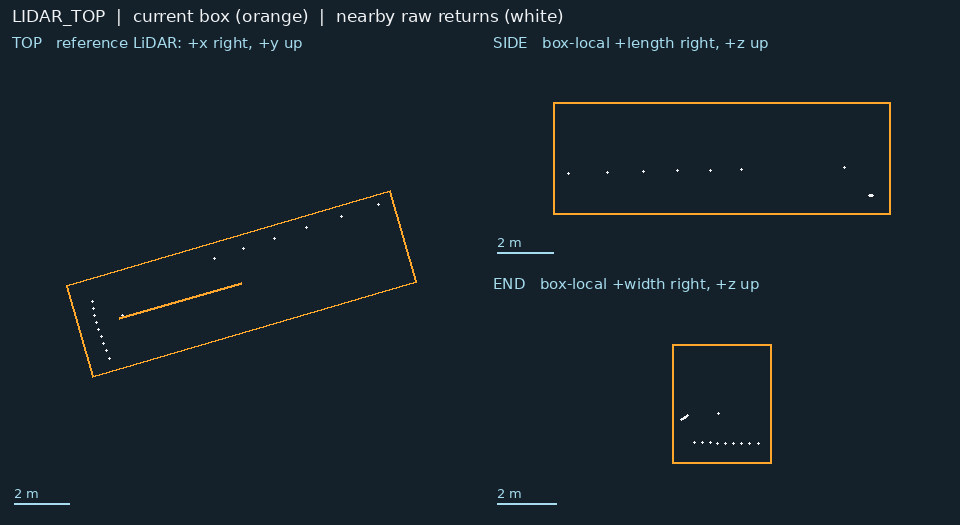 LIDAR_TOP | current box (orange) | nearby raw returns (white)
TOP reference LiDAR: +x right, +y up
SIDE box-local +length right, +z up
2 m
END box-local +width right, +z up
2 m
2 m